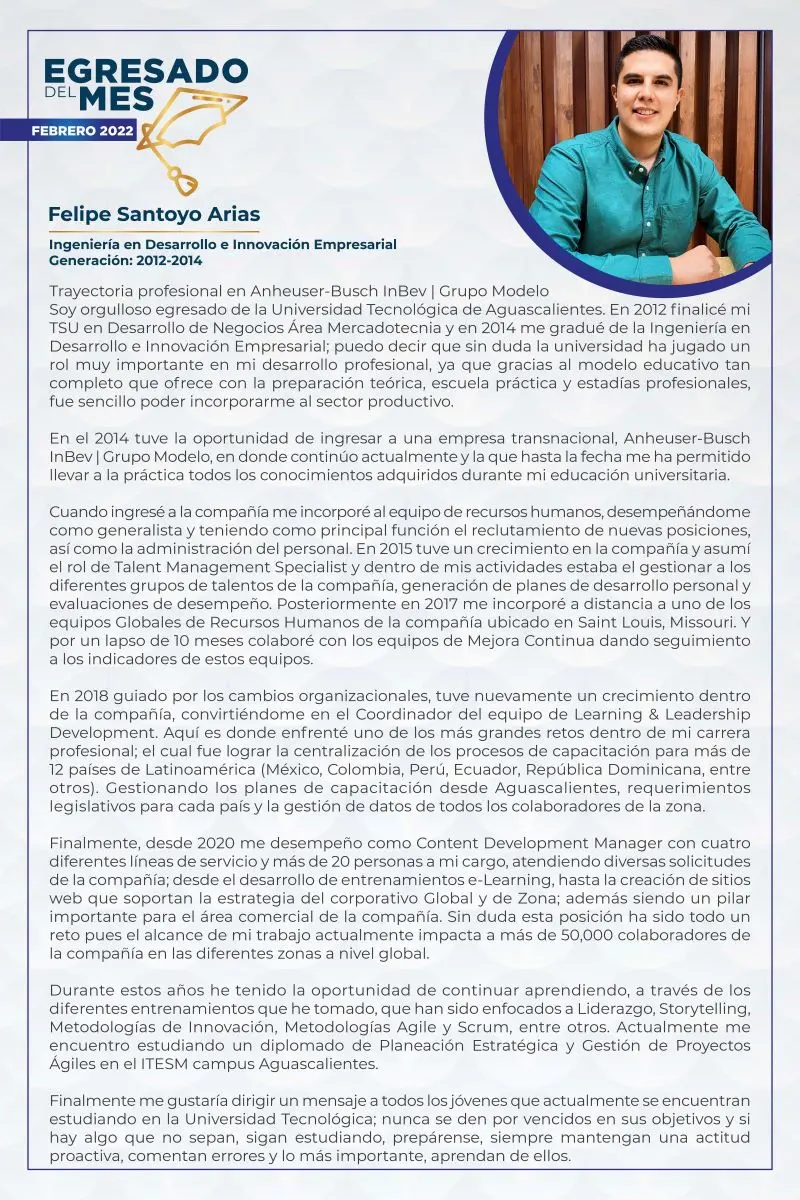 EGRESADO
DEL MES
FEBRERO 2022
Felipe Santoyo Arias
Ingeniería en Desarrollo e Innovación Empresarial
Generación: 2012-2014
Trayectoria profesional en Anheuser-Busch InBev | Grupo Modelo
Soy orgulloso egresado de la Universidad Tecnológica de Aguascalientes. En 2012 finalicé mi
TSU en Desarrollo de Negocios Área Mercadotecnia y en 2014 me gradué de la Ingeniería en
Desarrollo e Innovación Empresarial; puedo decir que sin duda la universidad ha jugado un
rol muy importante en mi desarrollo profesional, ya que gracias al modelo educativo tan
completo que ofrece con la preparación teórica, escuela práctica y estadías profesionales,
fue sencillo poder incorporarme al sector productivo.
En el 2014 tuve la oportunidad de ingresar a una empresa transnacional, Anheuser-Busch
InBev | Grupo Modelo, en donde continúo actualmente y la que hasta la fecha me ha permitido
llevar a la práctica todos los conocimientos adquiridos durante mi educación universitaria.
Cuando ingresé a la compañía me incorporé al equipo de recursos humanos, desempeñándome
como generalista y teniendo como principal función el reclutamiento de nuevas posiciones,
así como la administración del personal. En 2015 tuve un crecimiento en la compañía y asumí
el rol de Talent Management Specialist y dentro de mis actividades estaba el gestionar a los
diferentes grupos de talentos de la compañía, generación de planes de desarrollo personal y
evaluaciones de desempeño. Posteriormente en 2017 me incorporé a distancia a uno de los
equipos Globales de Recursos Humanos de la compañía ubicado en Saint Louis, Missouri. Y
por un lapso de 10 meses colaboré con los equipos de Mejora Continua dando seguimiento
a los indicadores de estos equipos.
En 2018 guiado por los cambios organizacionales, tuve nuevamente un crecimiento dentro
de la compañía, convirtiéndome en el Coordinador del equipo de Learning & Leadership
Development. Aquí es donde enfrenté uno de los más grandes retos dentro de mi carrera
profesional; el cual fue lograr la centralización de los procesos de capacitación para más de
12 países de Latinoamérica (México, Colombia, Perú, Ecuador, República Dominicana, entre
otros). Gestionando los planes de capacitación desde Aguascalientes, requerimientos
legislativos para cada país y la gestión de datos de todos los colaboradores de la zona.
Finalmente, desde 2020 me desempeño como Content Development Manager con cuatro
diferentes líneas de servicio y más de 20 personas a mi cargo, atendiendo diversas solicitudes
de la compañía; desde el desarrollo de entrenamientos e-Learning, hasta la creación de sitios
web que soportan la estrategia del corporativo Global y de Zona; además siendo un pilar
importante para el área comercial de la compañía. Sin duda esta posición ha sido todo un
reto pues el alcance de mi trabajo actualmente impacta a más de 50,000 colaboradores de
la compañía en las diferentes zonas a nivel global.
Durante estos años he tenido la oportunidad de continuar aprendiendo, a través de los
diferentes entrenamientos que he tomado, que han sido enfocados a Liderazgo, Storytelling,
Metodologías de Innovación, Metodologías Agile y Scrum, entre otros. Actualmente me
encuentro estudiando un diplomado de Planeación Estratégica y Gestión de Proyectos
Ágiles en el ITESM campus Aguascalientes.
Finalmente me gustaría dirigir un mensaje a todos los jóvenes que actualmente se encuentran
estudiando en la Universidad Tecnológica; nunca se den por vencidos en sus objetivos y si
hay algo que no sepan, sigan estudiando, prepárense, siempre mantengan una actitud
proactiva, comentan errores y lo más importante, aprendan de ellos.